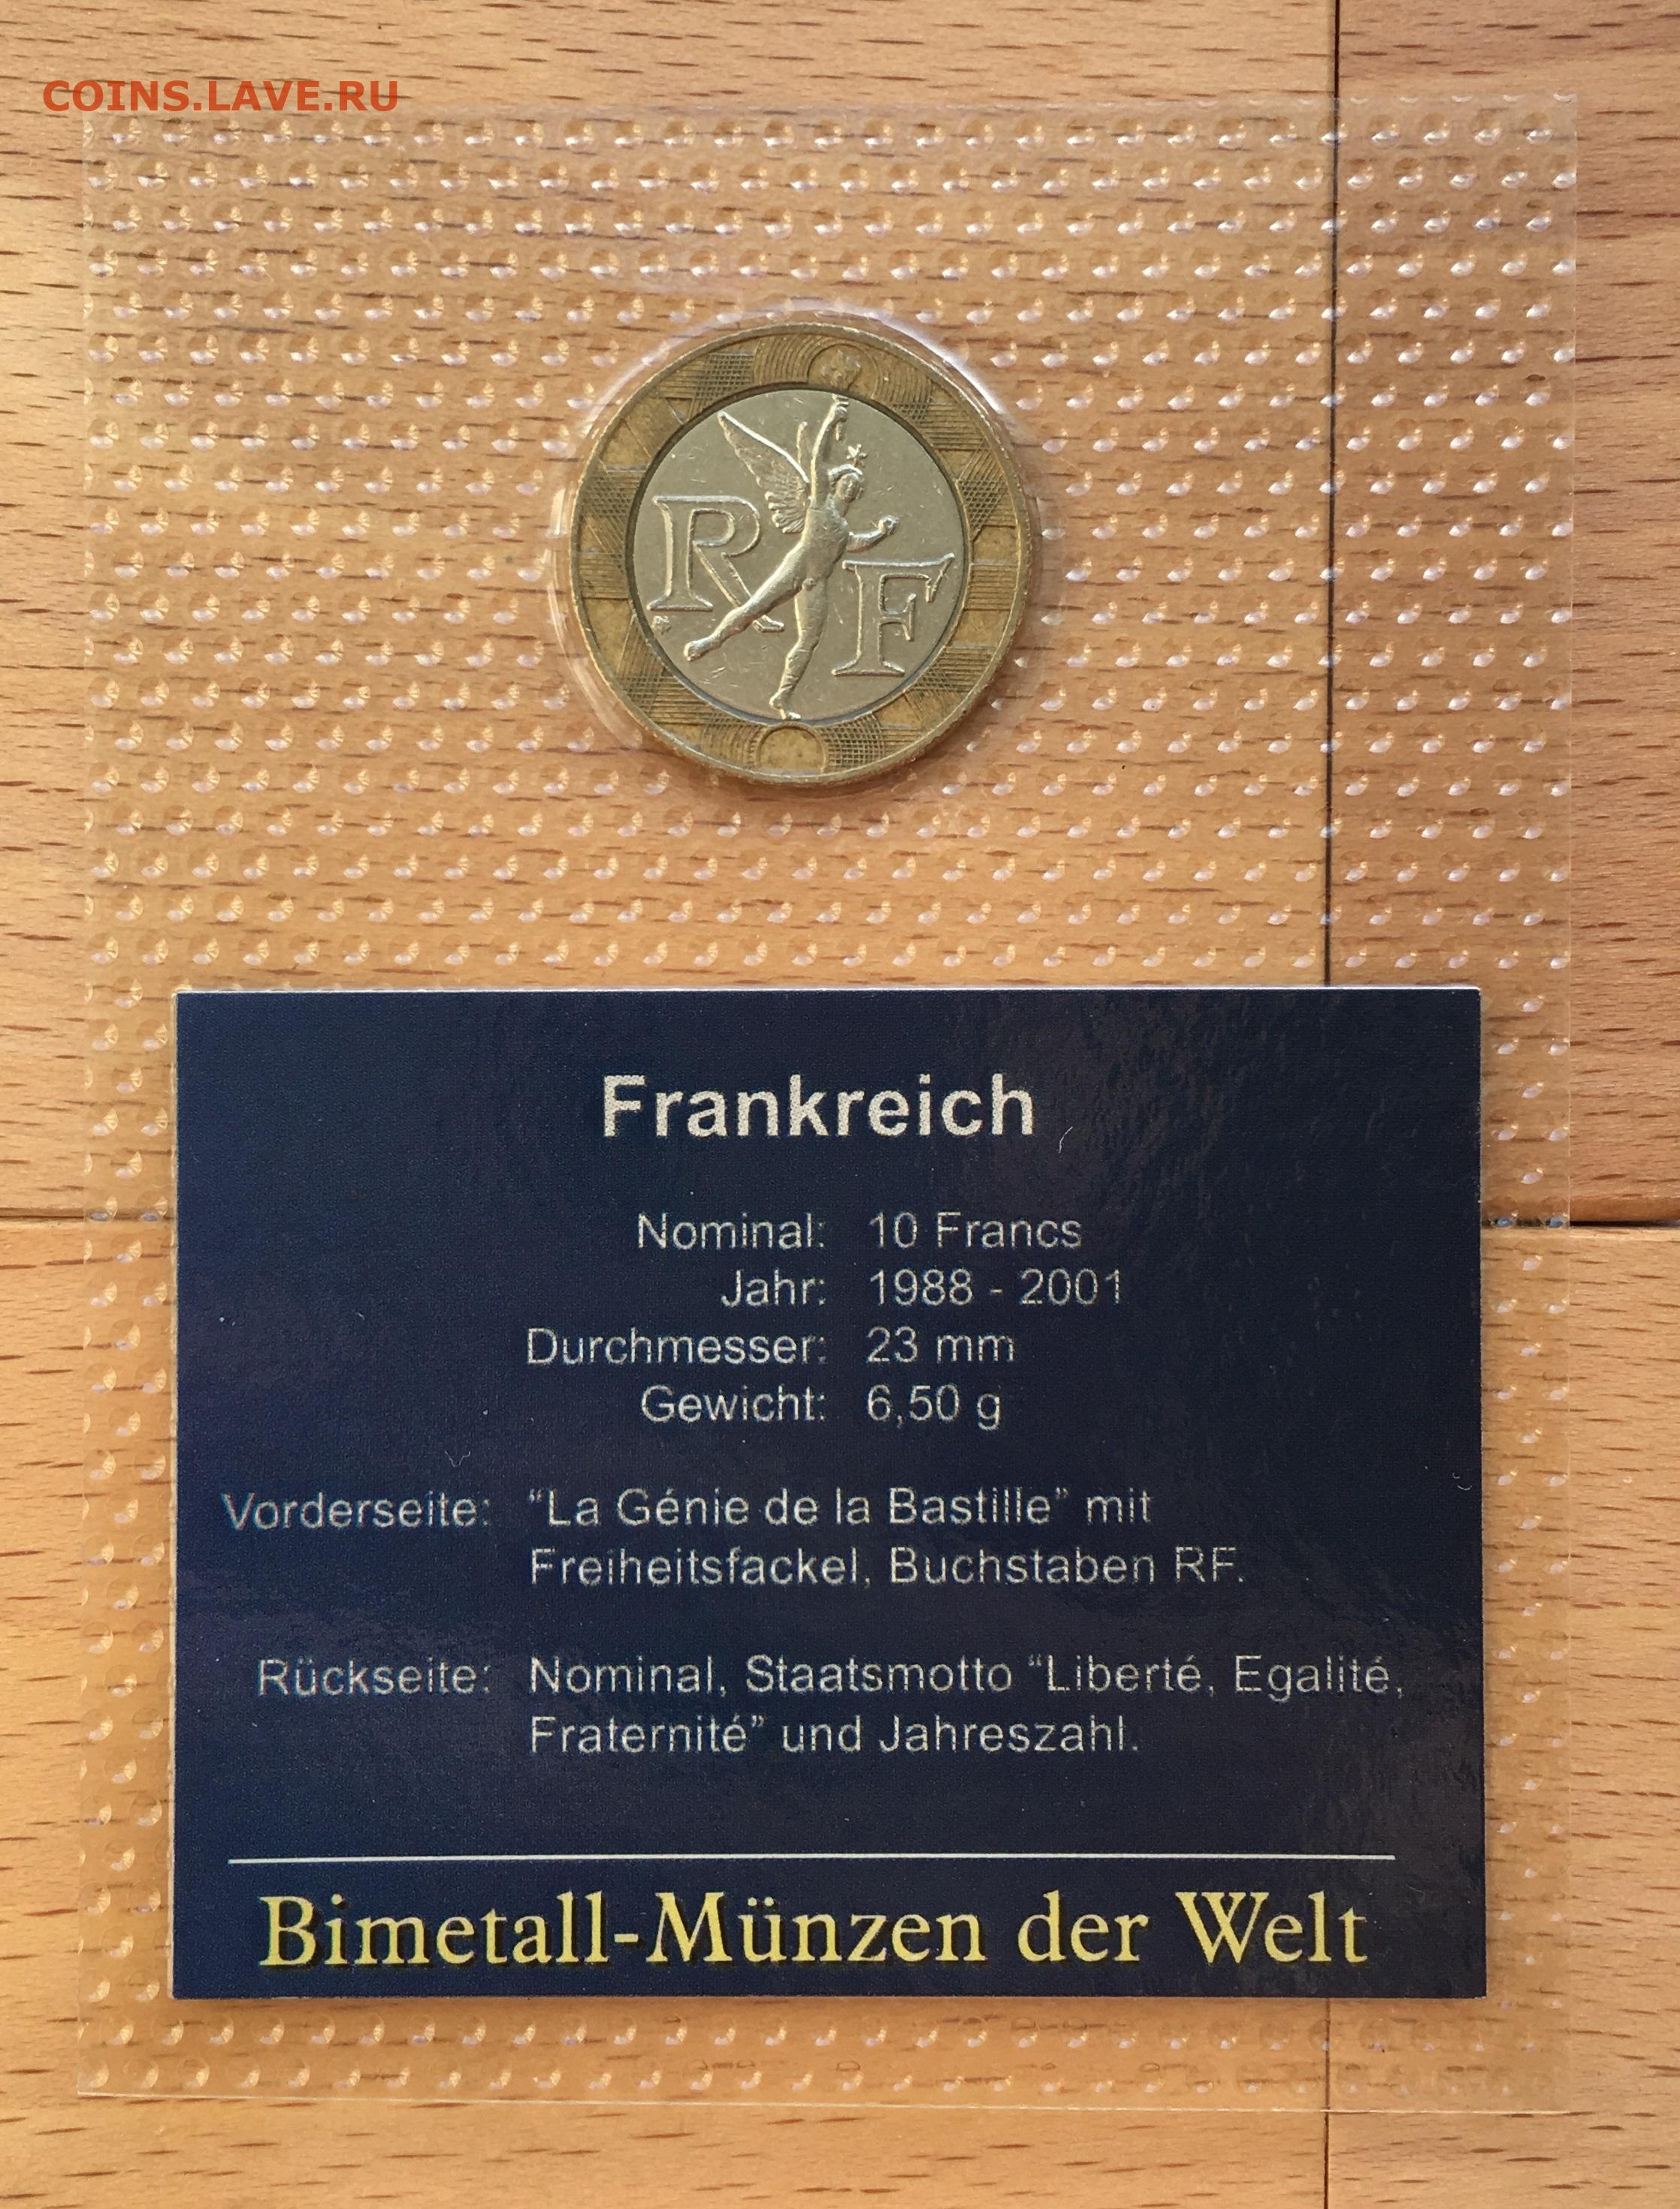 COINS.LAVE.RU
R F
Frankreich
Nominal: 10 Francs
Jahr: 1988 - 2001
Durchmesser: 23 mm
Gewicht: 6,50 g
Vorderseite: “La Génie de la Bastille” mit
Freiheitsfackel, Buchstaben RF.
Rückseite: Nominal, Staatsmotto “Liberté, Egalité,
Fraternité” und Jahreszahl.
Bimetall-Münzen der Welt